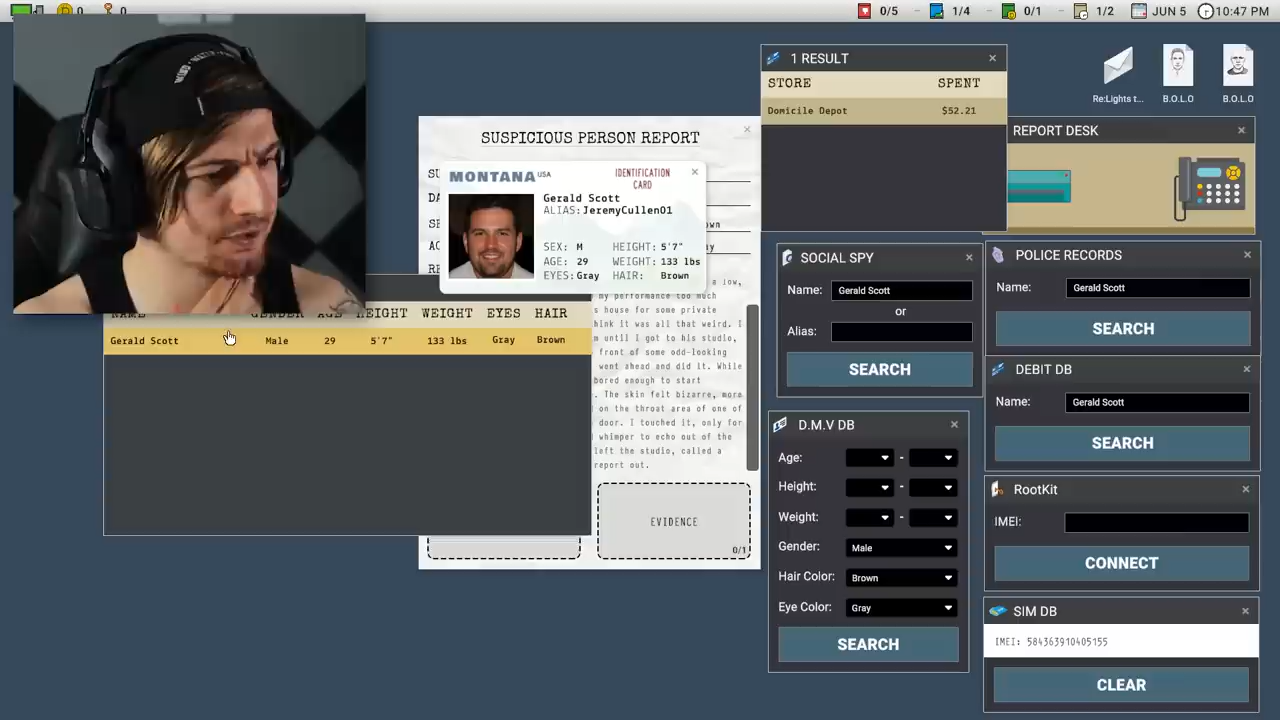 0
0
0/5
1/4
0/1
1/2
JUN 5
10:47 PM
Re:Lights t...
B.O.L.O
B.O.L.O
1 RESULT
STORE SPENT
Domicile Depot $52.21
REPORT DESK
SUSPICIOUS PERSON REPORT
MONTANA USA
IDENTIFICATION CARD
Gerald Scott
ALIAS:JeremyCullen01
SEX: M HEIGHT: 5'7"
AGE: 29 WEIGHT: 133 lbs
EYES: Gray HAIR: Brown
NAME GENDER AGE HEIGHT WEIGHT EYES HAIR
Gerald Scott Male 29 5'7" 133 lbs Gray Brown
a low,
my performance too much
s house for some private
hink it was all that weird. I
m until I got to his studio,
front of some odd-looking
went ahead and did it. While
bored enough to start
. The skin felt bizarre, more
on the throat area of one of
door. I touched it, only for
whimper to echo out of the
left the studio, called a
report out.
EVIDENCE
0/1
SOCIAL SPY
Name: Gerald Scott
or
Alias:
SEARCH
POLICE RECORDS
Name: Gerald Scott
SEARCH
DEBIT DB
Name: Gerald Scott
SEARCH
D.M.V DB
Age: -
Height: -
Weight: -
Gender: Male
Hair Color: Brown
Eye Color: Gray
SEARCH
RootKit
IMEI:
CONNECT
SIM DB
IMEI: 584363910405155
CLEAR